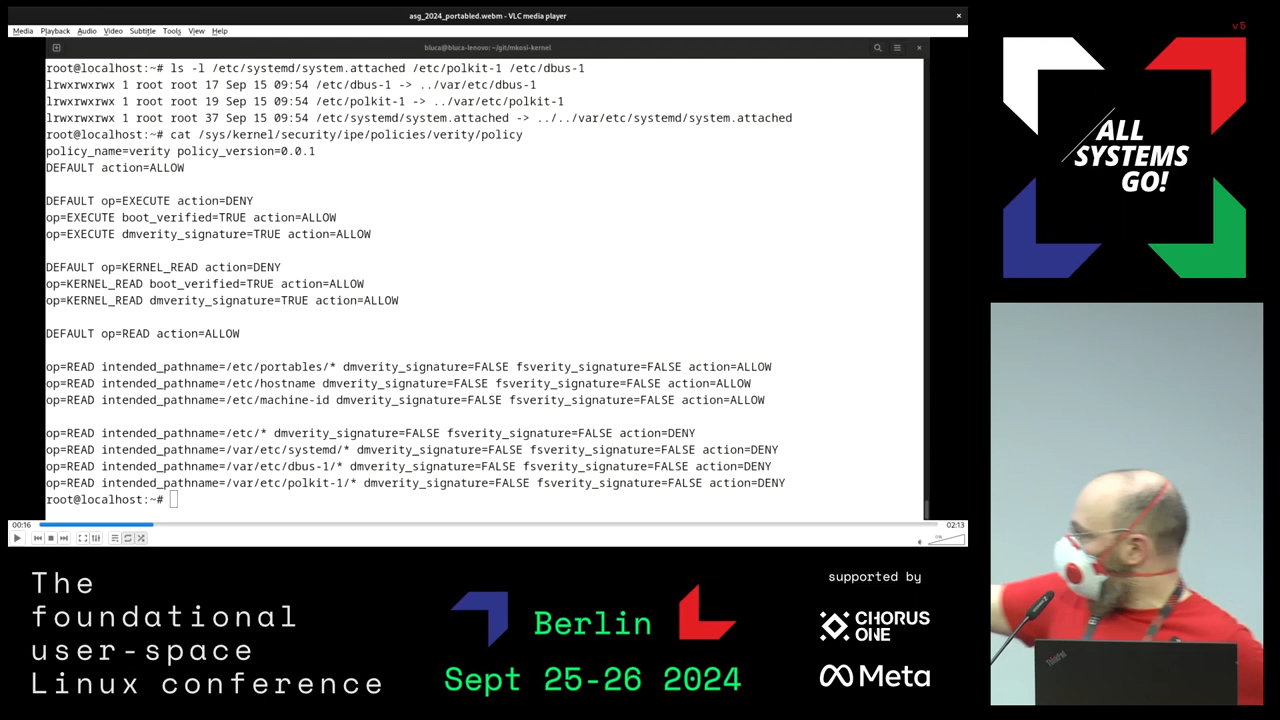 asg_2024_portabled.webm - VLC media player
Media Playback Audio Video Subtitle Tools View Help
bluca@bluca-lenovo: ~/git/mkosi-kernel
root@localhost:~# ls -l /etc/systemd/system.attached /etc/polkit-1 /etc/dbus-1
lrwxrwxrwx 1 root root 17 Sep 15 09:54 /etc/dbus-1 -> ../var/etc/dbus-1
lrwxrwxrwx 1 root root 19 Sep 15 09:54 /etc/polkit-1 -> ../var/etc/polkit-1
lrwxrwxrwx 1 root root 37 Sep 15 09:54 /etc/systemd/system.attached -> ../../var/etc/systemd/system.attached
root@localhost:~# cat /sys/kernel/security/ipe/policies/verity/policy
policy_name=verity policy_version=0.0.1
DEFAULT action=ALLOW
DEFAULT op=EXECUTE action=DENY
op=EXECUTE boot_verified=TRUE action=ALLOW
op=EXECUTE dmverity_signature=TRUE action=ALLOW
DEFAULT op=KERNEL_READ action=DENY
op=KERNEL_READ boot_verified=TRUE action=ALLOW
op=KERNEL_READ dmverity_signature=TRUE action=ALLOW
DEFAULT op=READ action=ALLOW
op=READ intended_pathname=/etc/portables/* dmverity_signature=FALSE fsverity_signature=FALSE action=ALLOW
op=READ intended_pathname=/etc/hostname dmverity_signature=FALSE fsverity_signature=FALSE action=ALLOW
op=READ intended_pathname=/etc/machine-id dmverity_signature=FALSE fsverity_signature=FALSE action=ALLOW
op=READ intended_pathname=/etc/* dmverity_signature=FALSE fsverity_signature=FALSE action=DENY
op=READ intended_pathname=/var/etc/systemd/* dmverity_signature=FALSE fsverity_signature=FALSE action=DENY
op=READ intended_pathname=/var/etc/dbus-1/* dmverity_signature=FALSE fsverity_signature=FALSE action=DENY
op=READ intended_pathname=/var/etc/polkit-1/* dmverity_signature=FALSE fsverity_signature=FALSE action=DENY
root@localhost:~#
00:16
02:13
v5
ALL
SYSTEMS
GO!
ThinkPad
The
foundational
user-space
Linux conference
Berlin
Sept 25-26 2024
supported by
CHORUS
ONE
Meta